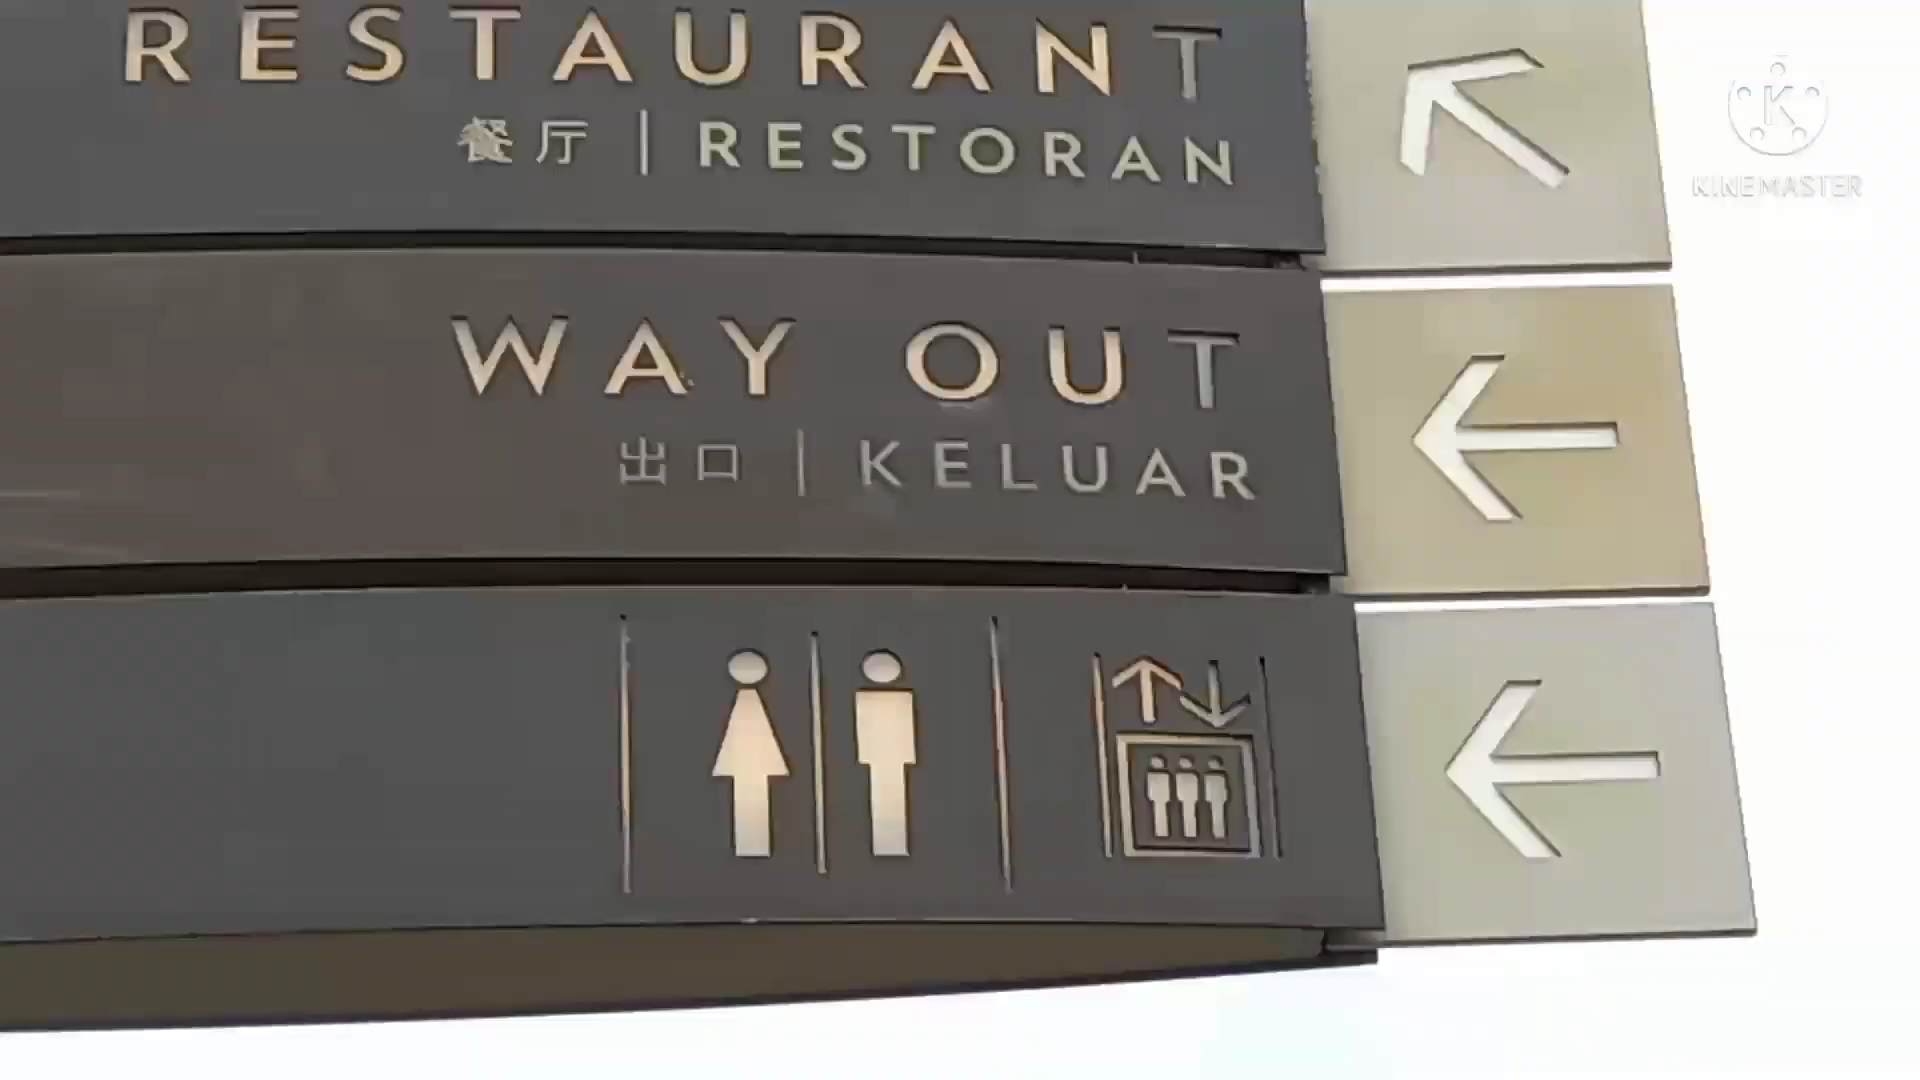 RESTAURANT
餐厅 | RESTORAN
WAY OUT
出口 | KELUAR
KINEMASTER